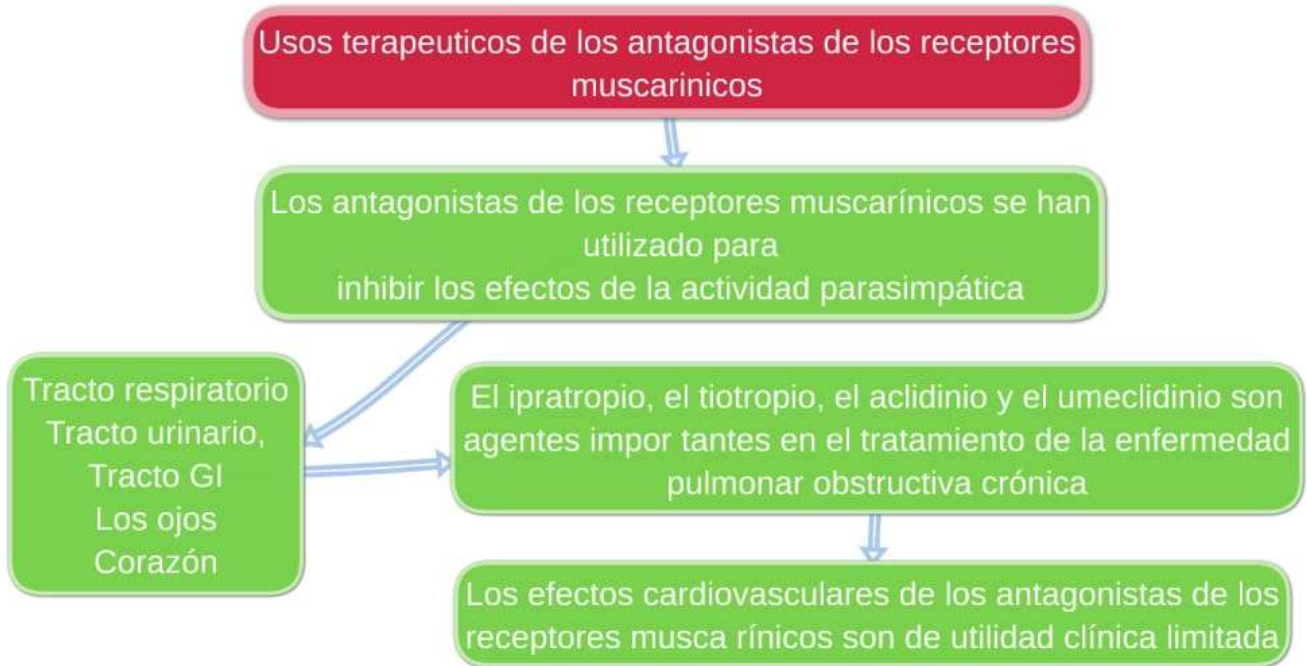 Usos terapeuticos de los antagonistas de los receptores
muscarinicos
Los antagonistas de los receptores muscarínicos se han
utilizado para
inhibir los efectos de la actividad parasimpática
Tracto respiratorio
Tracto urinario,
Tracto GI
Los ojos
Corazón
El ipratropio, el tiotropio, el aclidinio y el umeclidinio son
agentes impor tantes en el tratamiento de la enfermedad
pulmonar obstructiva crónica
Los efectos cardiovasculares de los antagonistas de los
receptores musca rínicos son de utilidad clínica limitada